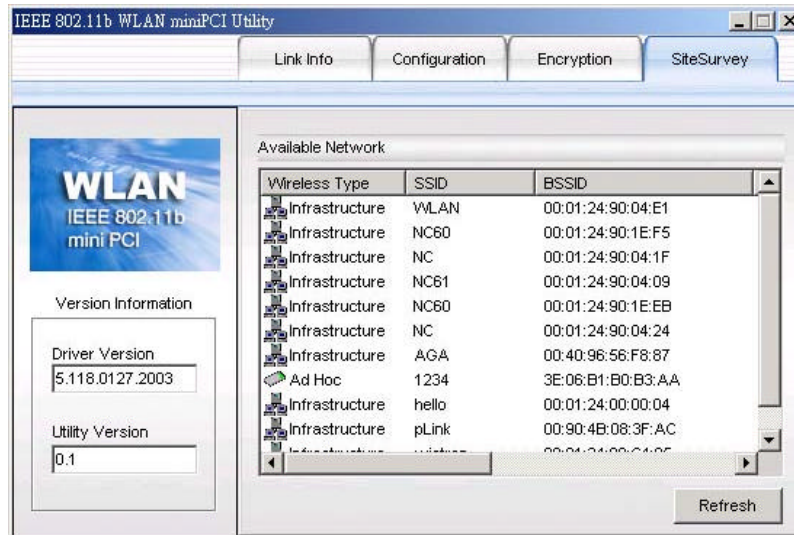 IEEE 802.11b WLAN miniPCI Utility
Link Info Configuration Encryption SiteSurvey
WLAN
IEEE 802.11b
mini PCI
Version Information
Driver Version
5.118.0127.2003
Utility Version
0.1
Available Network
Wireless Type SSID BSSID
Infrastructure WLAN 00:01:24:90:04:E1
Infrastructure NC60 00:01:24:90:1E:F5
Infrastructure NC 00:01:24:90:04:1F
Infrastructure NC61 00:01:24:90:04:09
Infrastructure NC60 00:01:24:90:1E:EB
Infrastructure NC 00:01:24:90:04:24
Infrastructure AGA 00:40:96:56:F8:87
Ad Hoc 1234 3E:06:B1:B0:B3:AA
Infrastructure hello 00:01:24:00:00:04
Infrastructure pLink 00:90:4B:08:3F:AC
Refresh